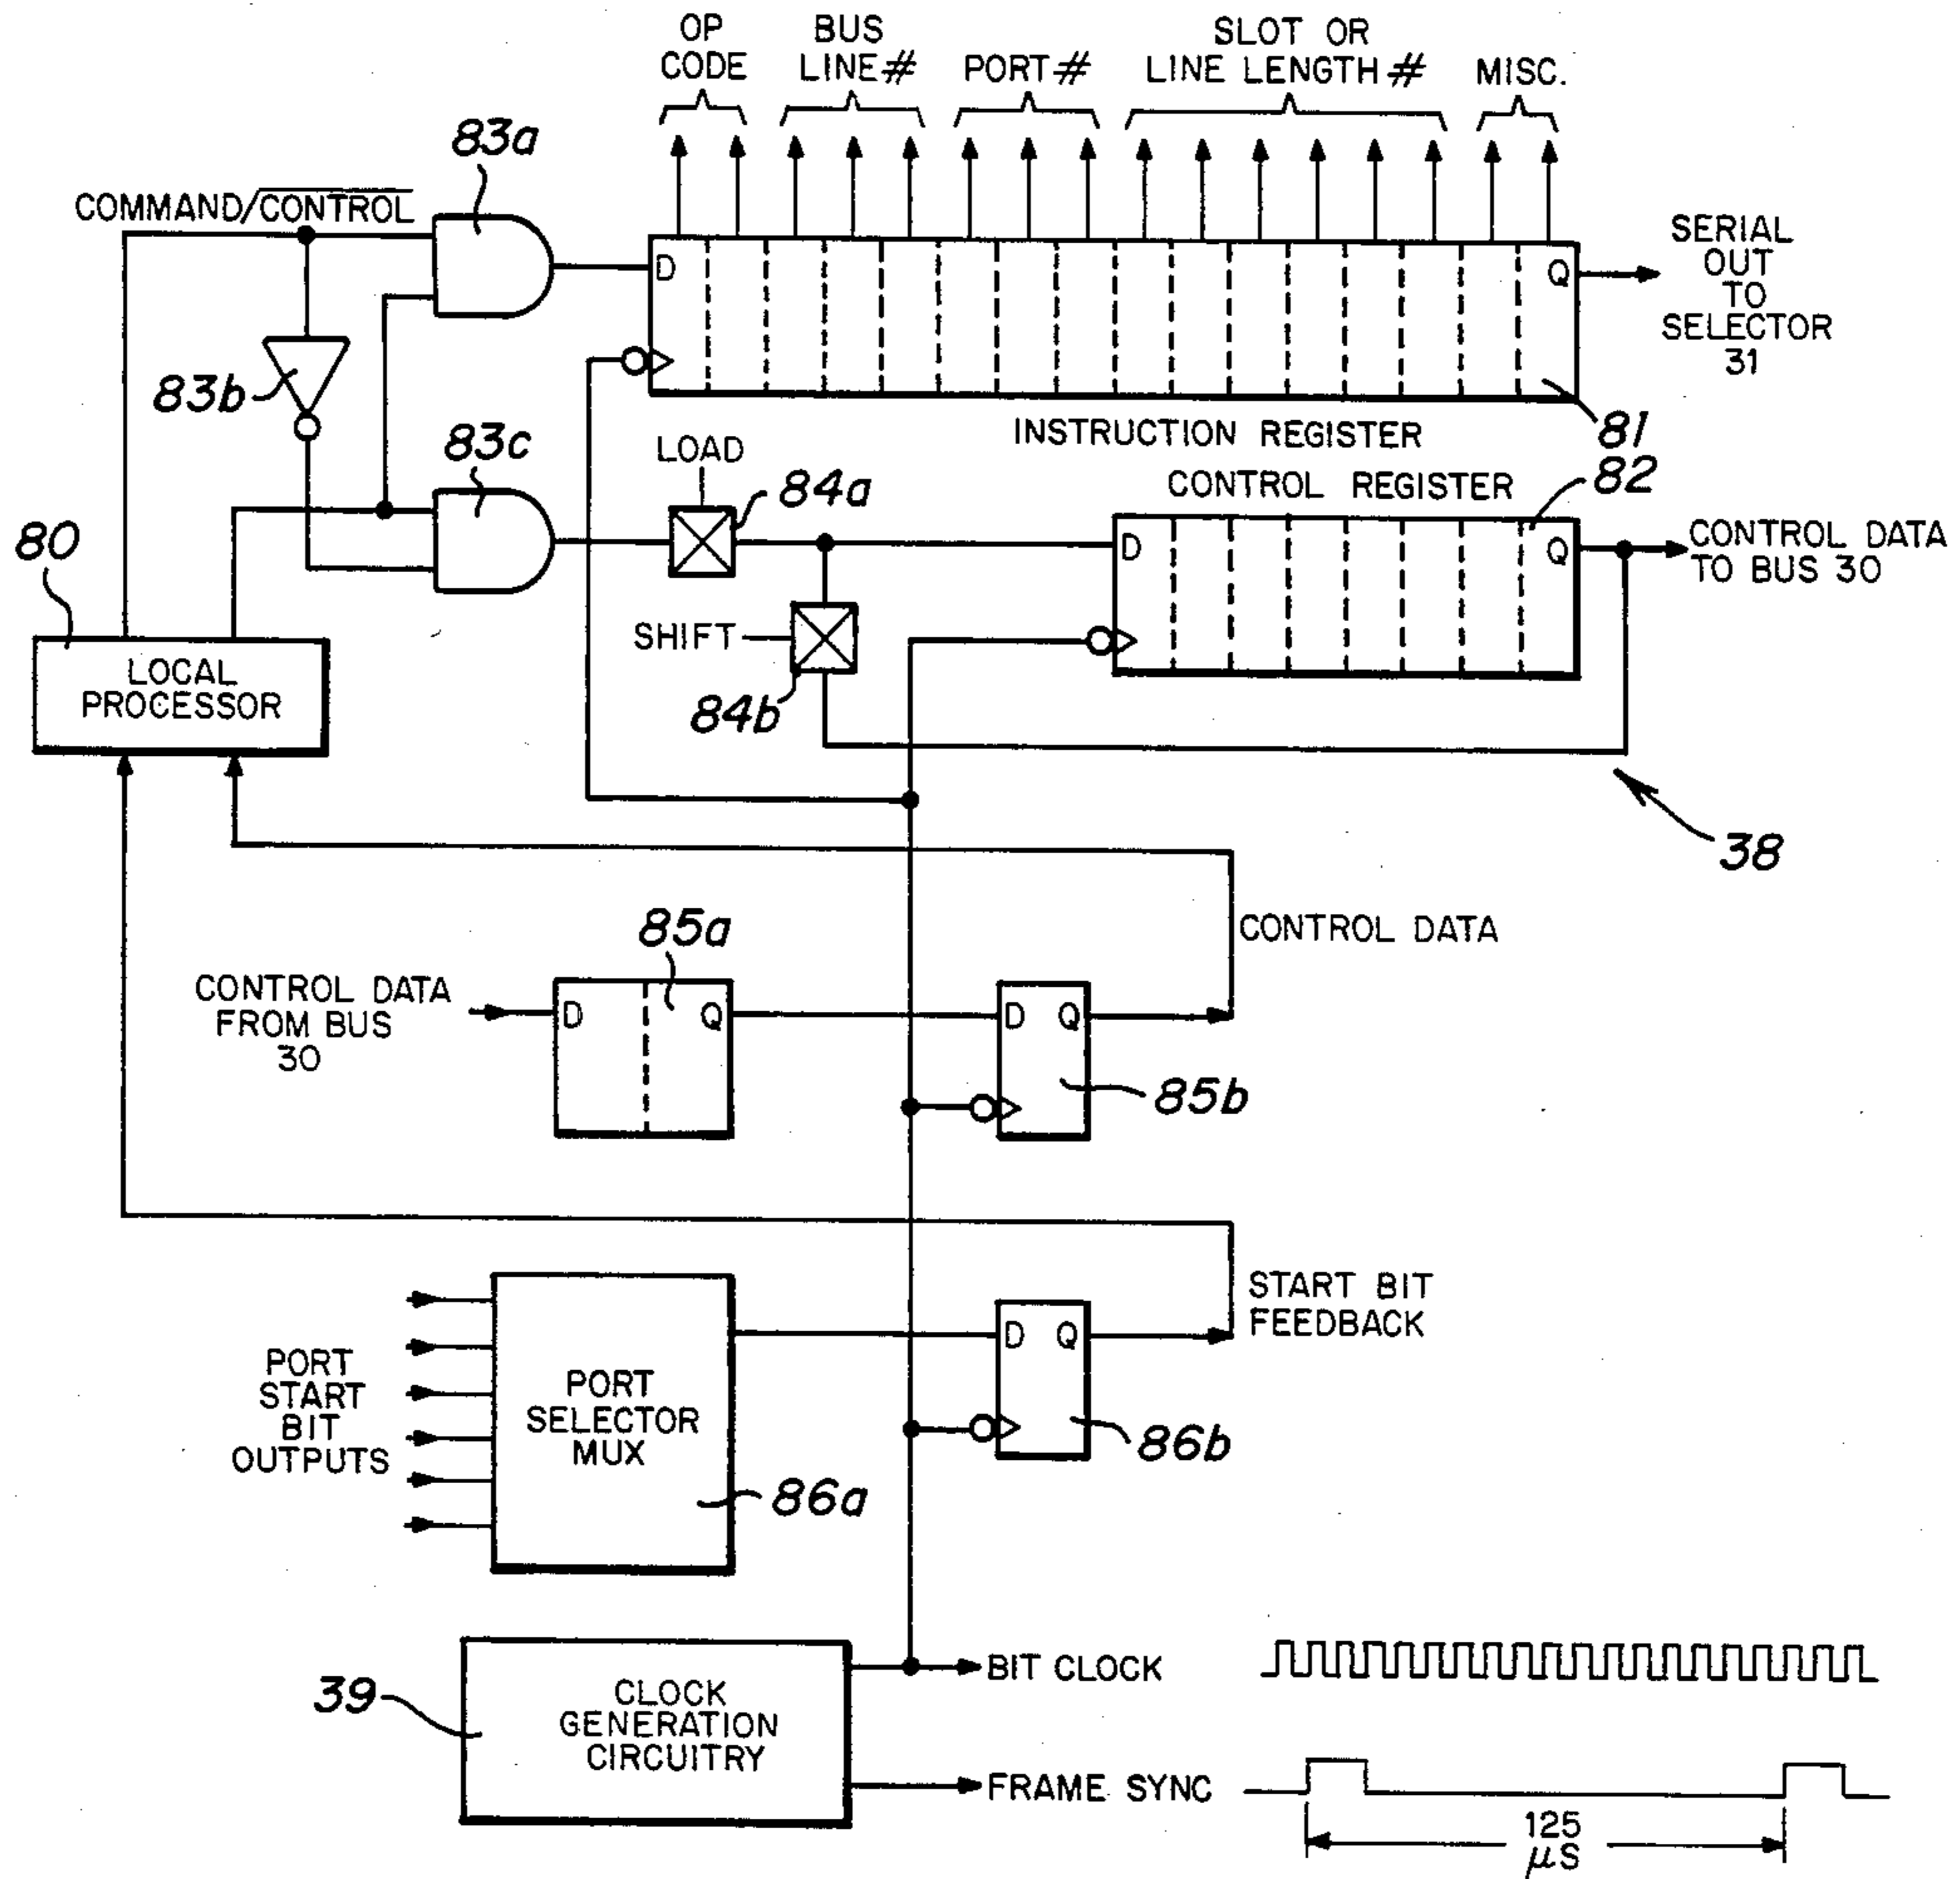 OP
CODE
BUS
LINE#
PORT#
SLOT OR
LINE LENGTH#
MISC.
83a
COMMAND/CONTROL
D
Q
SERIAL
OUT
TO
SELECTOR
31
83b
81
INSTRUCTION REGISTER
83c
LOAD
84a
CONTROL REGISTER
82
80
D
Q
CONTROL DATA
TO BUS 30
SHIFT
84b
LOCAL
PROCESSOR
38
85a
CONTROL DATA
CONTROL DATA
FROM BUS
30
D
Q
D
Q
85b
START BIT
FEEDBACK
PORT
START
BIT
OUTPUTS
PORT
SELECTOR
MUX
D
Q
86b
86a
39
CLOCK
GENERATION
CIRCUITRY
BIT CLOCK
FRAME SYNC
125
μS